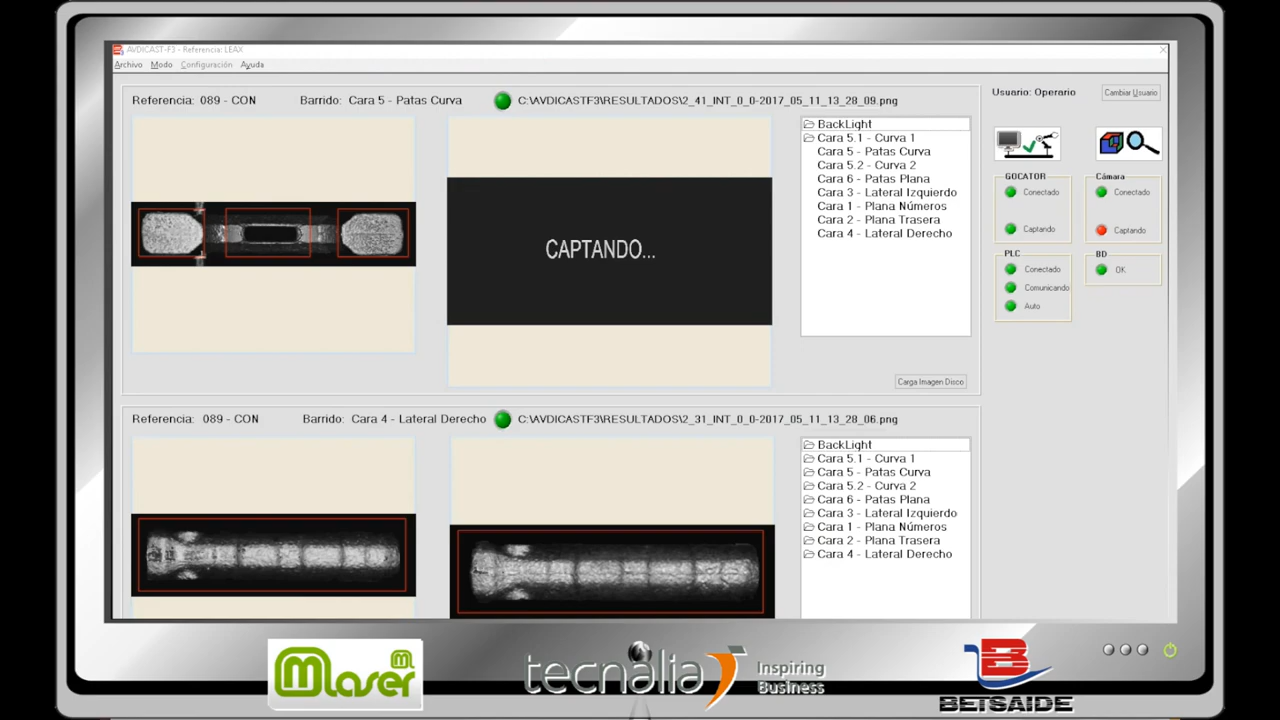 AVDICAST-F3 - Referencia: LEAX
Archivo Modo Configuración Ayuda
Referencia: 089 - CON Barrido: Cara 5 - Patas Curva C:\AVDICASTF3\RESULTADOS\2_41_INT_0_0-2017_05_11_13_28_09.png
CAPTANDO...
BackLight
Cara 5.1 - Curva 1
Cara 5 - Patas Curva
Cara 5.2 - Curva 2
Cara 6 - Patas Plana
Cara 3 - Lateral Izquierdo
Cara 1 - Plana Números
Cara 2 - Plana Trasera
Cara 4 - Lateral Derecho
Carga Imagen Disco
Usuario: Operario Cambiar Usuario
GOCATOR
Conectado
Captando
Cámara
Conectado
Captando
PLC
Conectado
Comunicando
Auto
BD
OK
Referencia: 089 - CON Barrido: Cara 4 - Lateral Derecho C:\AVDICASTF3\RESULTADOS\2_31_INT_0_0-2017_05_11_13_28_06.png
BackLight
Cara 5.1 - Curva 1
Cara 5 - Patas Curva
Cara 5.2 - Curva 2
Cara 6 - Patas Plana
Cara 3 - Lateral Izquierdo
Cara 1 - Plana Números
Cara 2 - Plana Trasera
Cara 4 - Lateral Derecho
Mlaser
tecnalia Inspiring
Business
BETSAIDE